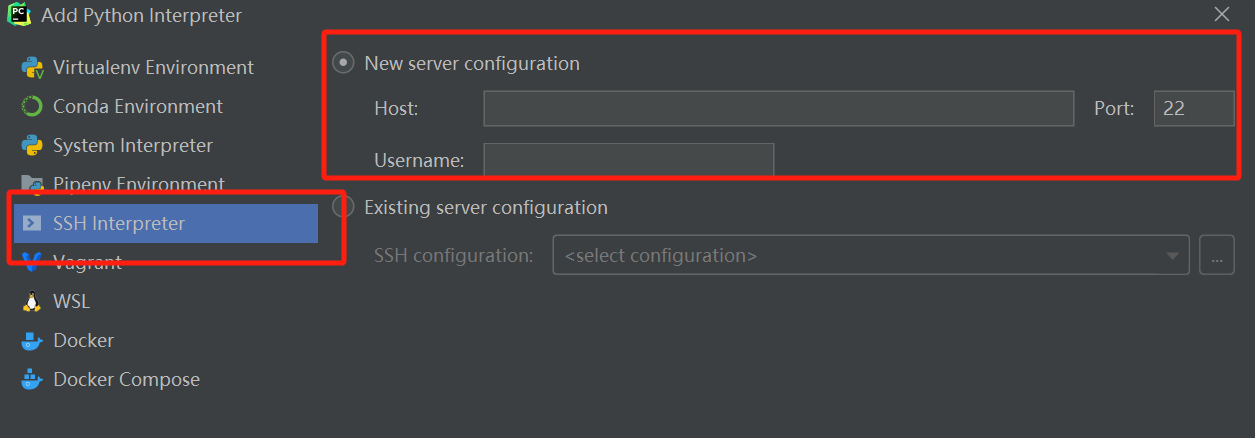 PC
Add Python Interpreter
Virtualenv Environment
Conda Environment
System Interpreter
Pipenv Environment
SSH Interpreter
Vagrant
WSL
Docker
Docker Compose
New server configuration
Host:
Port: 22
Username:
Existing server configuration
SSH configuration: <select configuration> ...